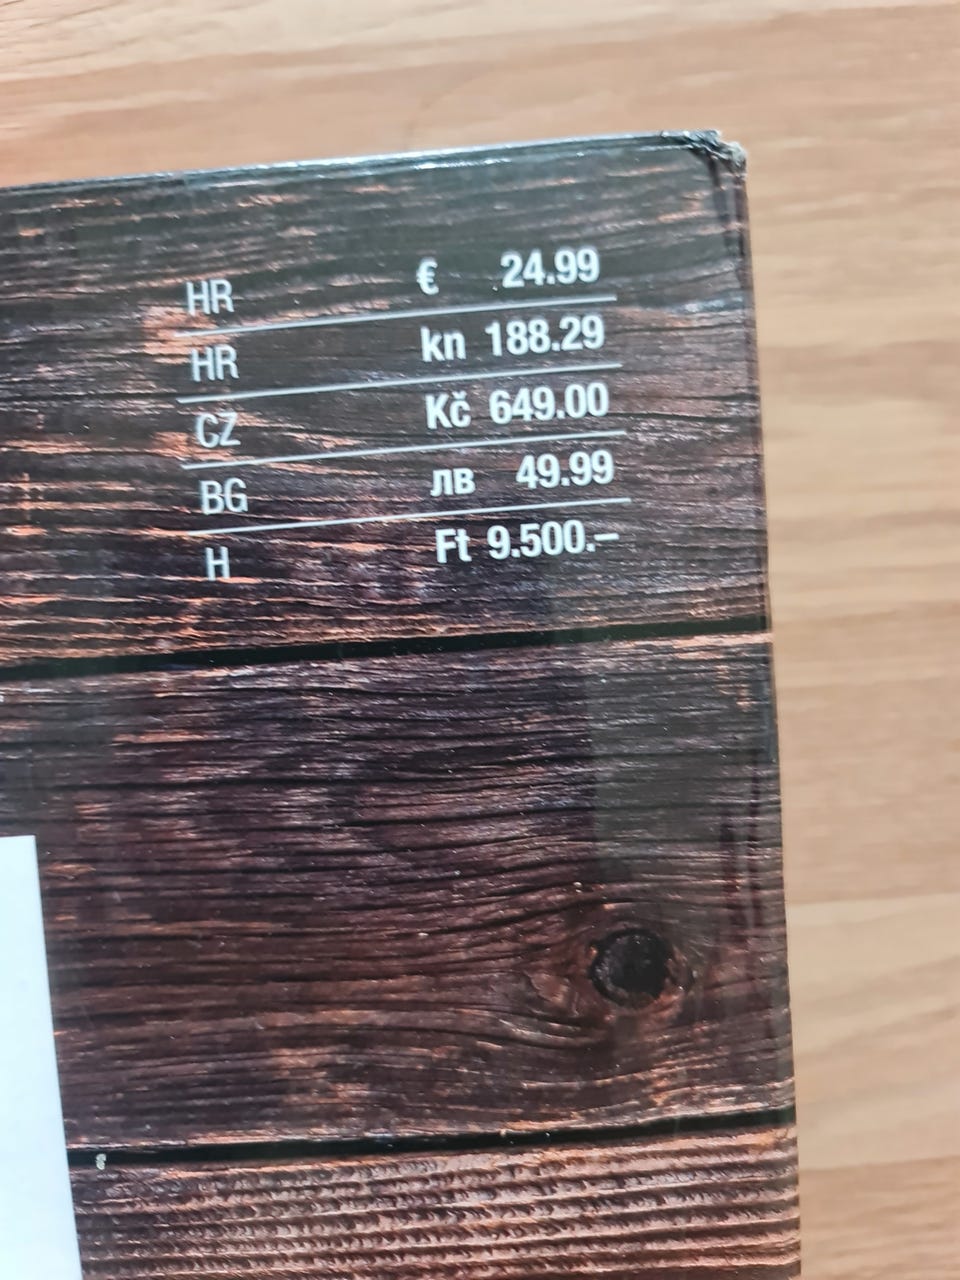 HR € 24.99
HR kn 188.29
CZ Kč 649.00
BG лв 49.99
H Ft 9.500.–